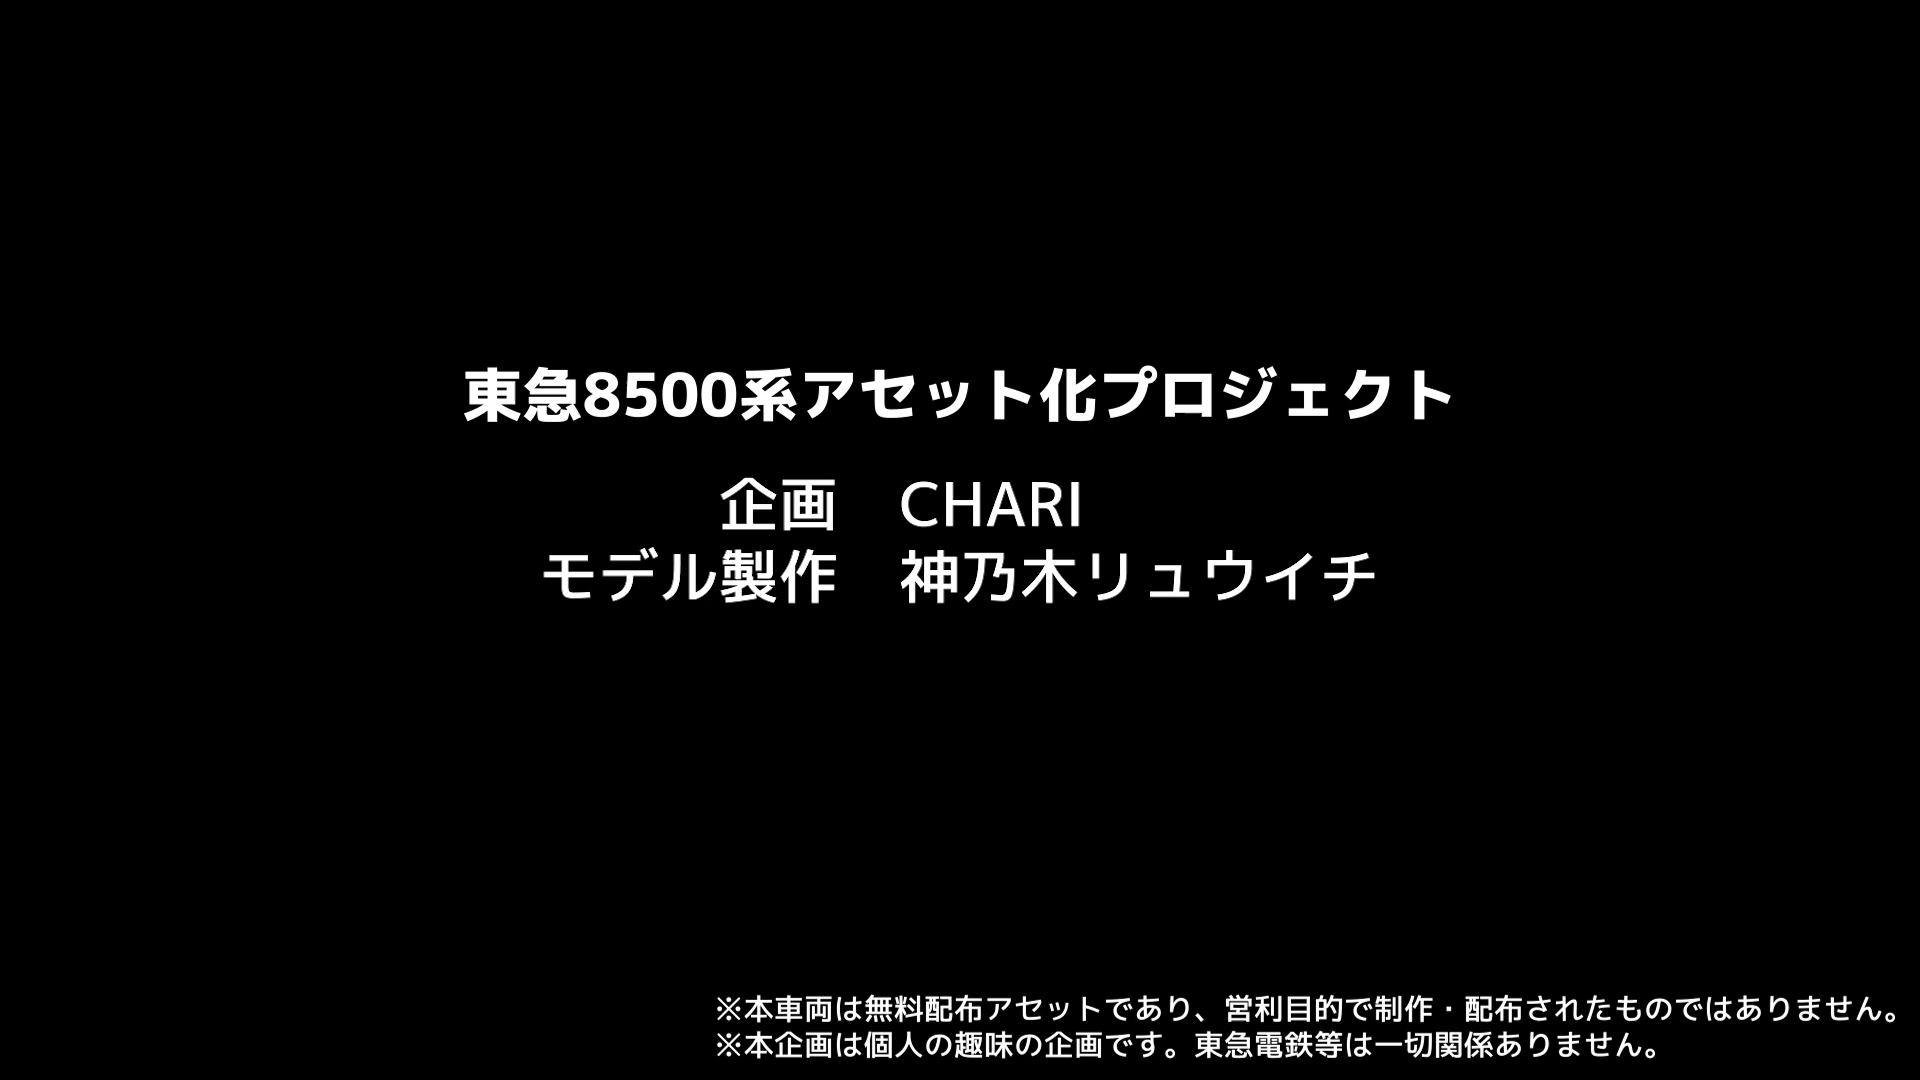 東急8500系アセット化プロジェクト
企画　CHARI
モデル製作　神乃木リュウイチ
※本車両は無料配布アセットであり、営利目的で制作・配布されたものではありません。
※本企画は個人の趣味の企画です。東急電鉄等は一切関係ありません。